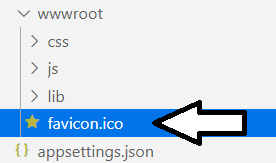 wwwroot
css
js
lib
favicon.ico
{} appsettings.json